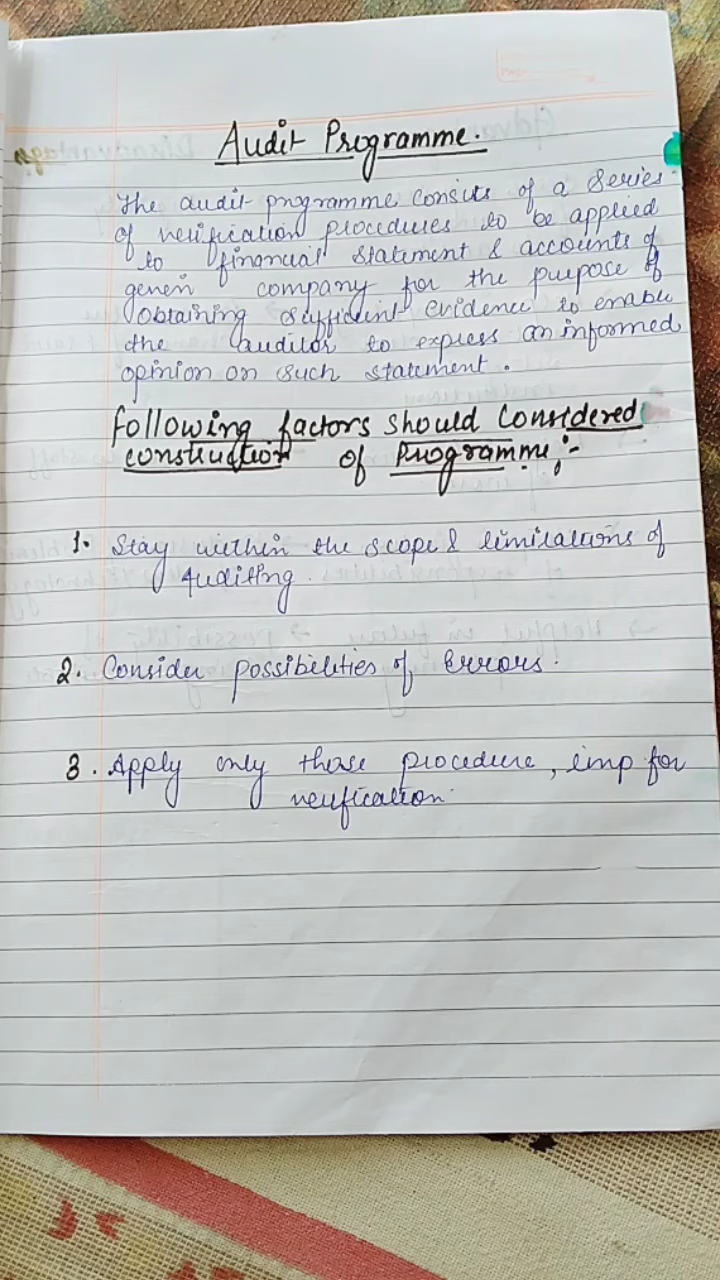 Audit Programme.
The audit programme consists of a series
of verification procedures to be applied
to financial statement & accounts of
genen company for the purpose of
obtaining sufficient evidence to enable
the auditor to express an informed
opinion on such statement.
Following factors should considered
construction of Programme:-
1. Stay within the scope & limitations of
Auditing.
2. Consider possibilities of Errors.
3. Apply only those procedure, imp for
verification.